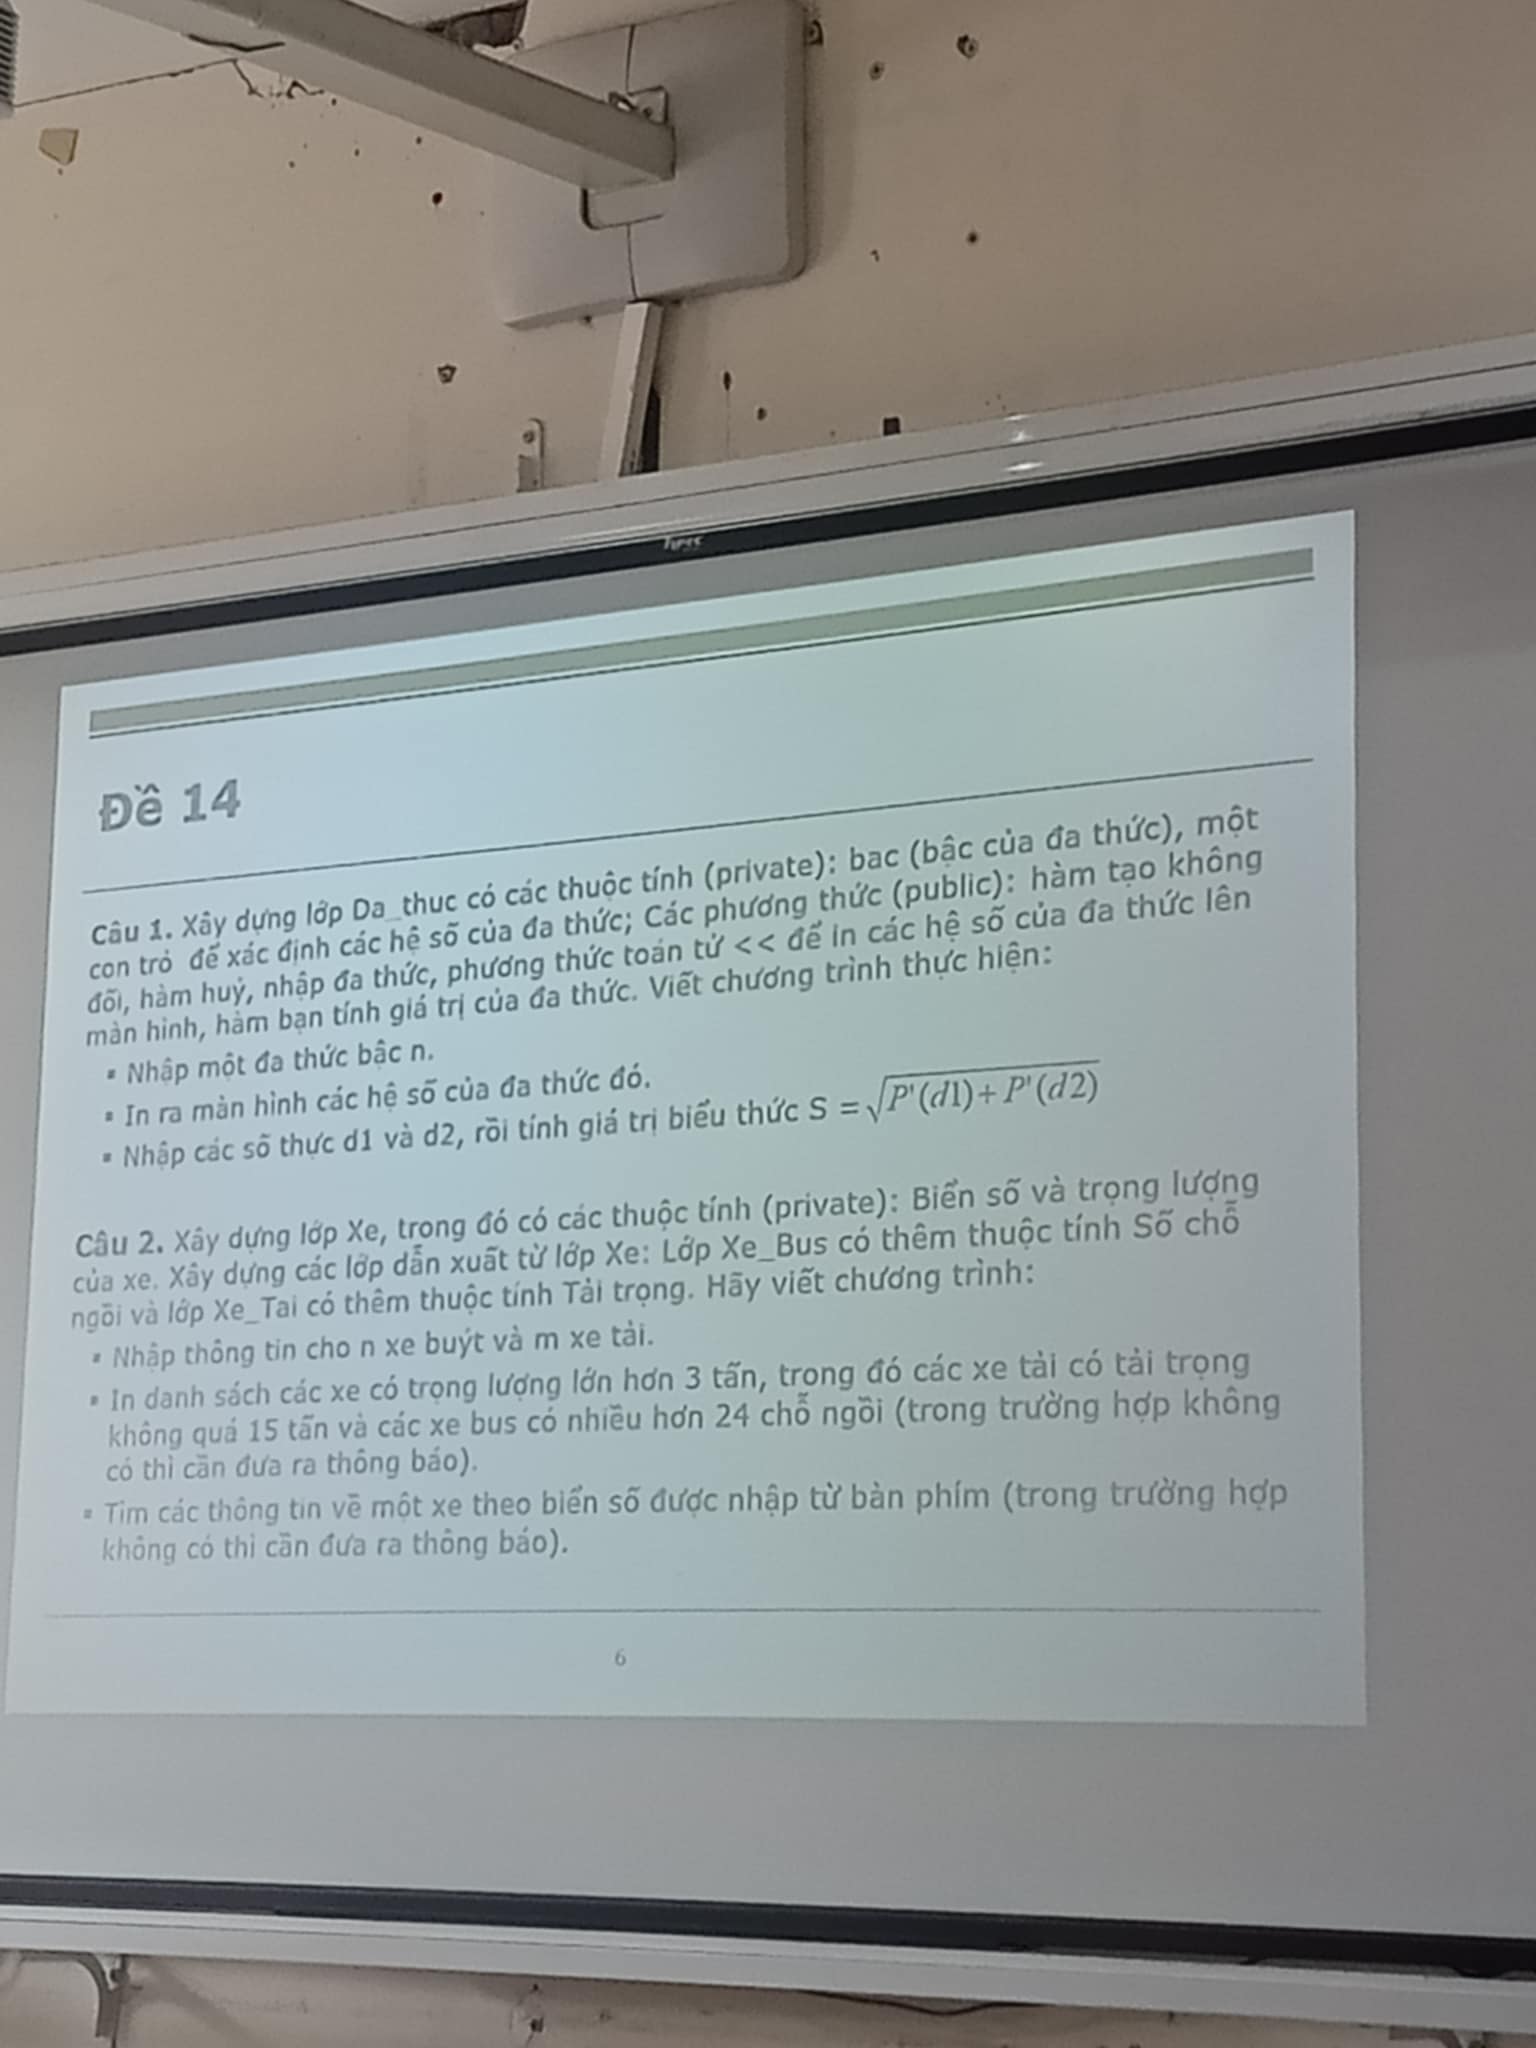 Đề 14
Câu 1. Xây dựng lớp Da_thuc có các thuộc tính (private): bac (bậc của đa thức), một
con trỏ để xác định các hệ số của đa thức; Các phương thức (public): hàm tạo không
đối, hàm huỷ, nhập đa thức, phương thức toán tử << để in các hệ số của đa thức lên
màn hình, hàm bạn tính giá trị của đa thức. Viết chương trình thực hiện:
▪ Nhập một đa thức bậc n.
▪ In ra màn hình các hệ số của đa thức đó.
▪ Nhập các số thực d1 và d2, rồi tính giá trị biểu thức S = √P'(d1)+P'(d2)
Câu 2. Xây dựng lớp Xe, trong đó có các thuộc tính (private): Biển số và trọng lượng
của xe. Xây dựng các lớp dẫn xuất từ lớp Xe: Lớp Xe_Bus có thêm thuộc tính Số chỗ
ngồi và lớp Xe_Tai có thêm thuộc tính Tải trọng. Hãy viết chương trình:
▪ Nhập thông tin cho n xe buýt và m xe tải.
▪ In danh sách các xe có trọng lượng lớn hơn 3 tấn, trong đó các xe tải có tải trọng
không quá 15 tấn và các xe bus có nhiều hơn 24 chỗ ngồi (trong trường hợp không
có thì cần đưa ra thông báo).
▪ Tìm các thông tin về một xe theo biển số được nhập từ bàn phím (trong trường hợp
không có thì cần đưa ra thông báo).
6